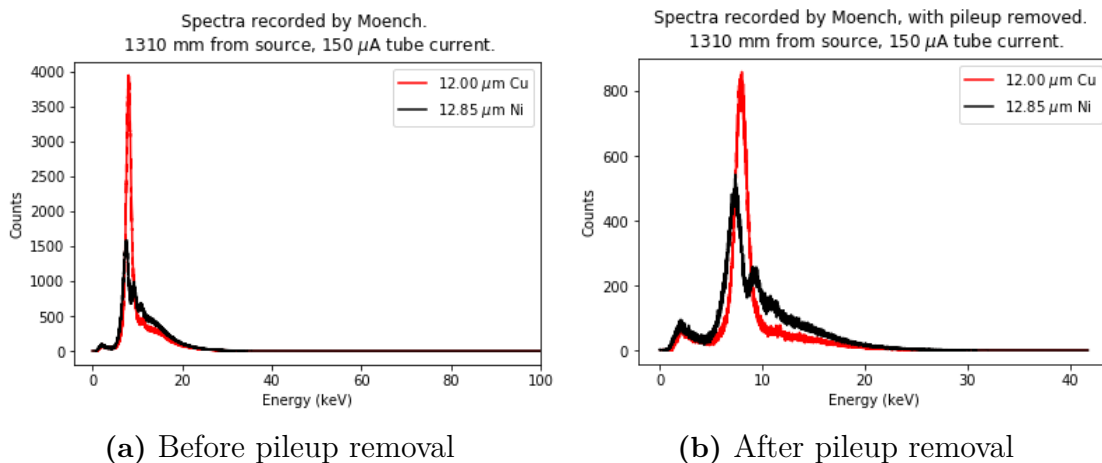 Spectra recorded by Moench.
1310 mm from source, 150 μA tube current.
4000
3500
3000
2500
2000
1500
1000
500
0
Counts
12.00 μm Cu
12.85 μm Ni
0 20 40 60 80 100
Energy (keV)
(a) Before pileup removal
Spectra recorded by Moench, with pileup removed.
1310 mm from source, 150 μA tube current.
800
600
400
200
0
Counts
12.00 μm Cu
12.85 μm Ni
0 10 20 30 40
Energy (keV)
(b) After pileup removal